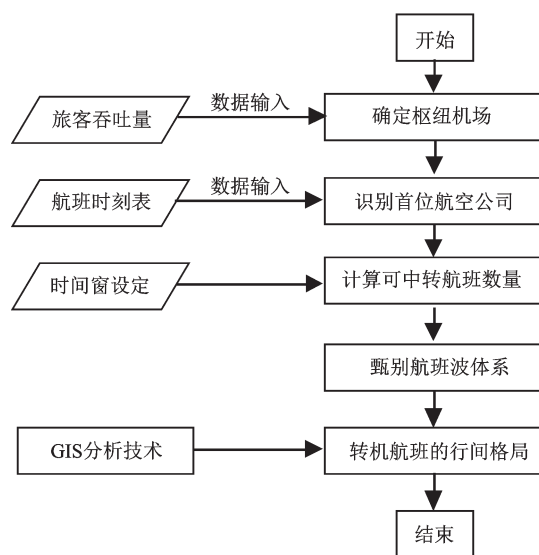 开始
数据输入
旅客吞吐量
确定枢纽机场
数据输入
航班时刻表
识别首位航空公司
时间窗设定
计算可中转航班数量
甄别航班波体系
GIS分析技术
转机航班的行间格局
结束